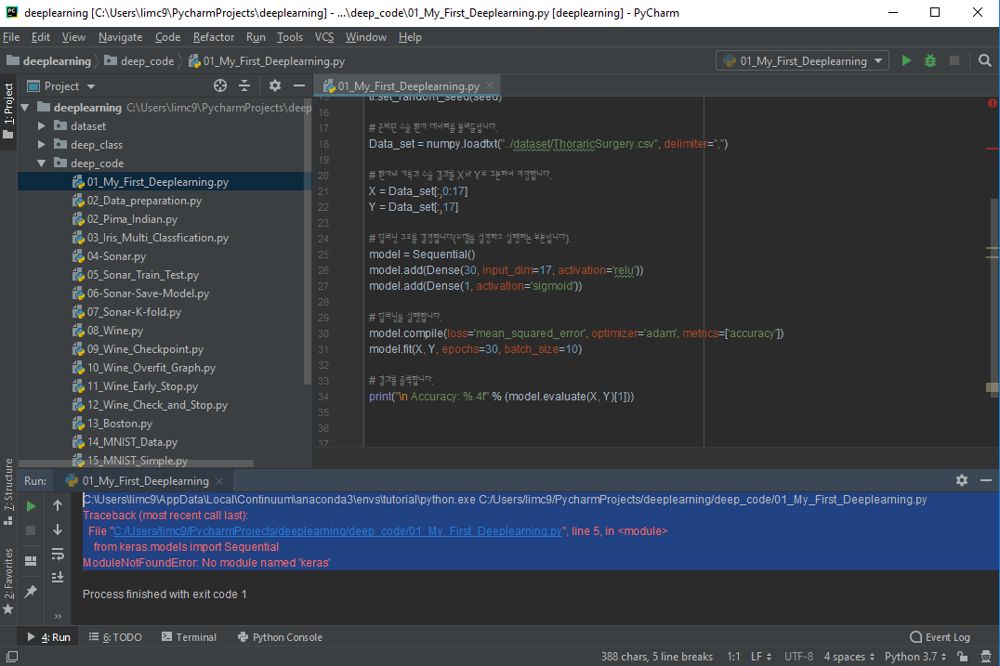 deeplearning [C:\Users\limc9\PycharmProjects\deeplearning] - ...\deep_code\01_My_First_Deeplearning.py [deeplearning] - PyCharm
File Edit View Navigate Code Refactor Run Tools VCS Window Help
deeplearning deep_code 01_My_First_Deeplearning.py
01_My_First_Deeplearning
1: Project
Project
deeplearning C:\Users\limc9\PycharmProjects\deep
dataset
deep_class
deep_code
01_My_First_Deeplearning.py
02_Data_preparation.py
02_Pima_Indian.py
03_Iris_Multi_Classfication.py
04-Sonar.py
05_Sonar_Train_Test.py
06-Sonar-Save-Model.py
07_Sonar-K-fold.py
08_Wine.py
09_Wine_Checkpoint.py
10_Wine_Overfit_Graph.py
11_Wine_Early_Stop.py
12_Wine_Check_and_Stop.py
13_Boston.py
14_MNIST_Data.py
15_MNIST_Simple.py
01_My_First_Deeplearning.py
15 tf.set_random_seed(seed)
16
17 # 준비된 수술 환자 데이터를 불러들입니다.
18 Data_set = numpy.loadtxt("../dataset/ThoraricSurgery.csv", delimiter=",")
19
20 # 환자의 기록과 수술 결과를 X와 Y로 구분하여 저장합니다.
21 X = Data_set[:,0:17]
22 Y = Data_set[:,17]
23
24 # 딥러닝 구조를 결정합니다(모델을 설정하고 실행하는 부분입니다).
25 model = Sequential()
26 model.add(Dense(30, input_dim=17, activation='relu'))
27 model.add(Dense(1, activation='sigmoid'))
28
29 # 딥러닝을 실행합니다.
30 model.compile(loss='mean_squared_error', optimizer='adam', metrics=['accuracy'])
31 model.fit(X, Y, epochs=30, batch_size=10)
32
33 # 결과를 출력합니다.
34 print("\n Accuracy: %.4f" % (model.evaluate(X, Y)[1]))
35
36
37
7: Structure
2: Favorites
Run: 01_My_First_Deeplearning
C:\Users\limc9\AppData\Local\Continuum\anaconda3\envs\tutorial\python.exe C:/Users/limc9/PycharmProjects/deeplearning/deep_code/01_My_First_Deeplearning.py
Traceback (most recent call last):
File "C:/Users/limc9/PycharmProjects/deeplearning/deep_code/01_My_First_Deeplearning.py", line 5, in <module>
from keras.models import Sequential
ModuleNotFoundError: No module named 'keras'
Process finished with exit code 1
4: Run 6: TODO Terminal Python Console Event Log
388 chars, 5 line breaks 1:1 LF UTF-8 4 spaces Python 3.7